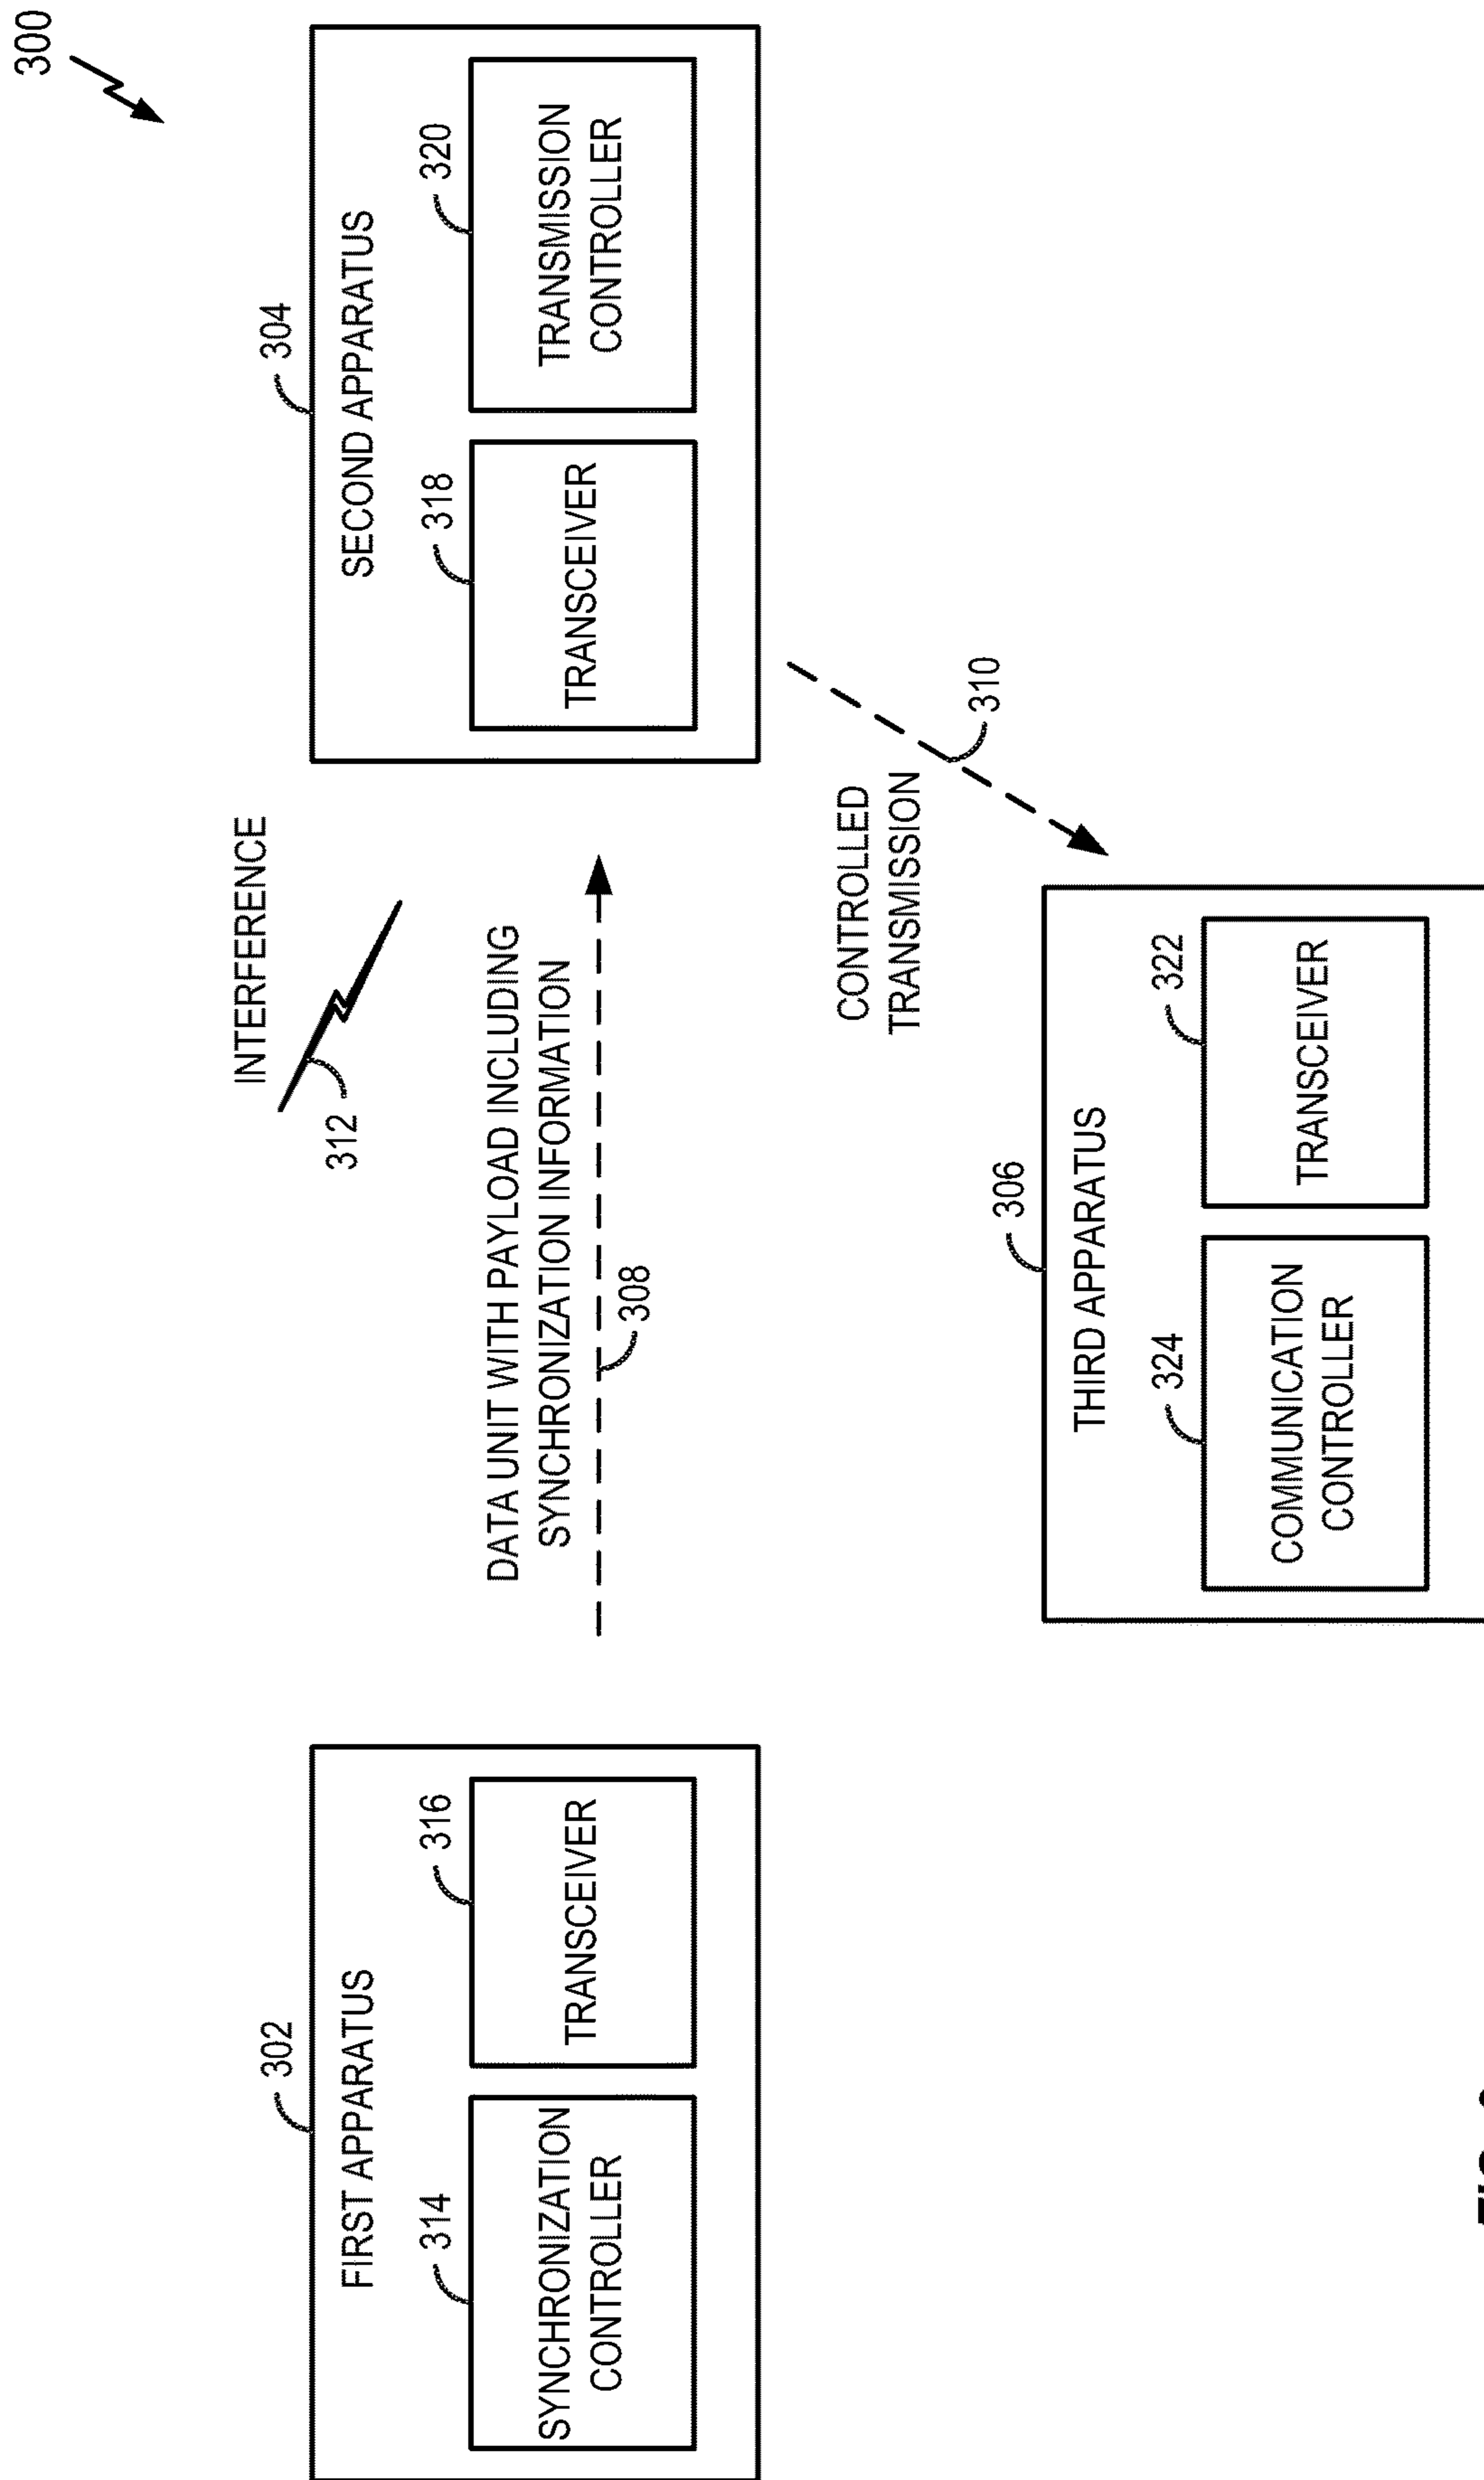 300
302
FIRST APPARATUS
314
SYNCHRONIZATION
CONTROLLER
316
TRANSCEIVER
INTERFERENCE
312
DATA UNIT WITH PAYLOAD INCLUDING
SYNCHRONIZATION INFORMATION
308
304
SECOND APPARATUS
318
TRANSCEIVER
320
TRANSMISSION
CONTROLLER
CONTROLLED
TRANSMISSION
310
306
THIRD APPARATUS
324
COMMUNICATION
CONTROLLER
322
TRANSCEIVER